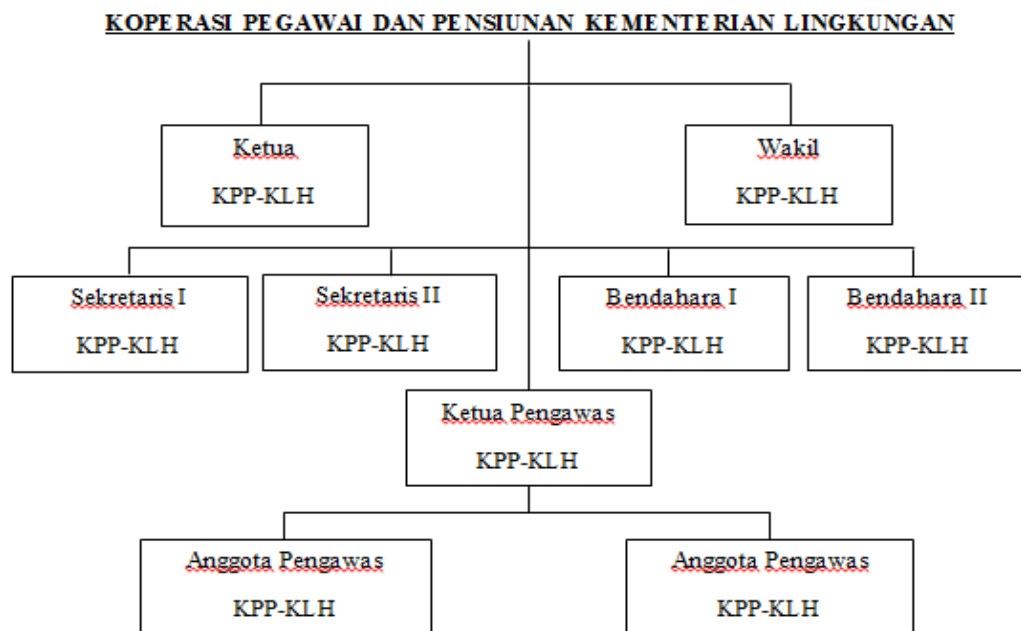 KOPERASI PEGAWAI DAN PENSIUNAN KEMENTERIAN LINGKUNGAN
Ketua
KPP-KLH
Wakil
KPP-KLH
Sekretaris I
KPP-KLH
Sekretaris II
KPP-KLH
Bendahara I
KPP-KLH
Bendahara II
KPP-KLH
Ketua Pengawas
KPP-KLH
Anggota Pengawas
KPP-KLH
Anggota Pengawas
KPP-KLH